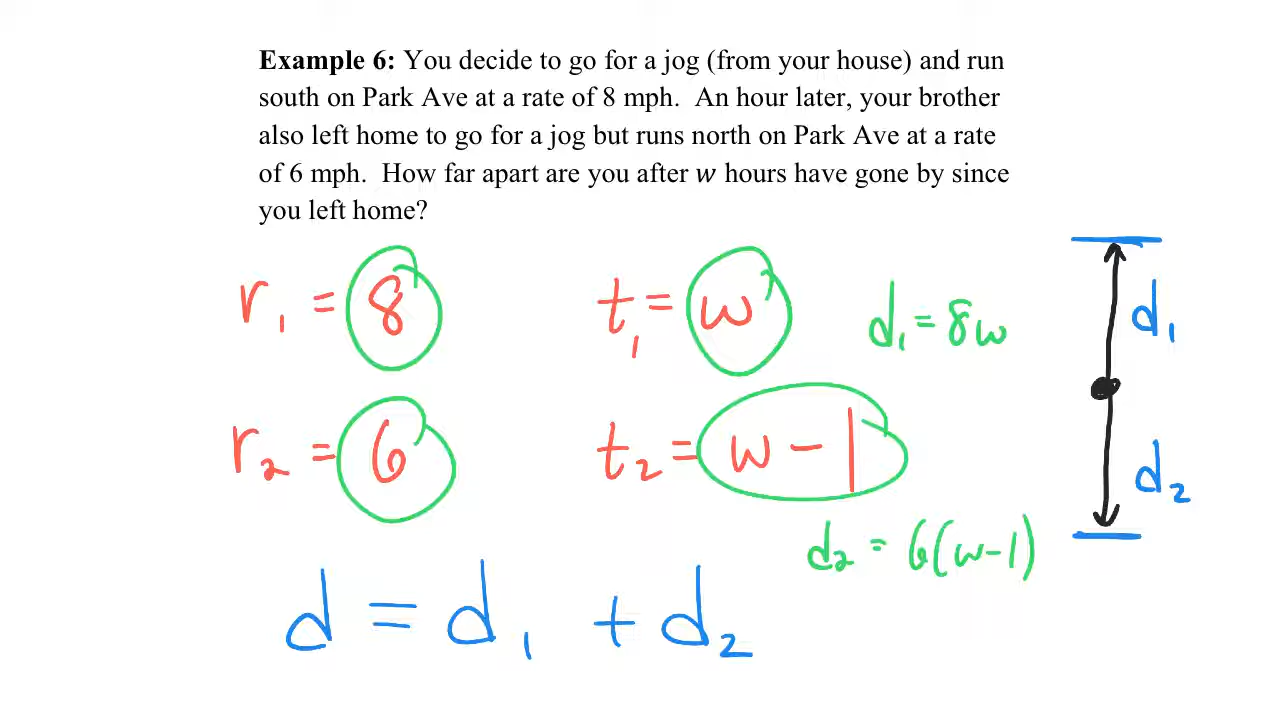 Example 6: You decide to go for a jog (from your house) and run
south on Park Ave at a rate of 8 mph. An hour later, your brother
also left home to go for a jog but runs north on Park Ave at a rate
of 6 mph. How far apart are you after w hours have gone by since
you left home?
r₁ = 8
t₁ = w
d₁ = 8w
d₁
r₂ = 6
t₂ = w - 1
d₂
d₂ = 6(w-1)
d = d₁ + d₂